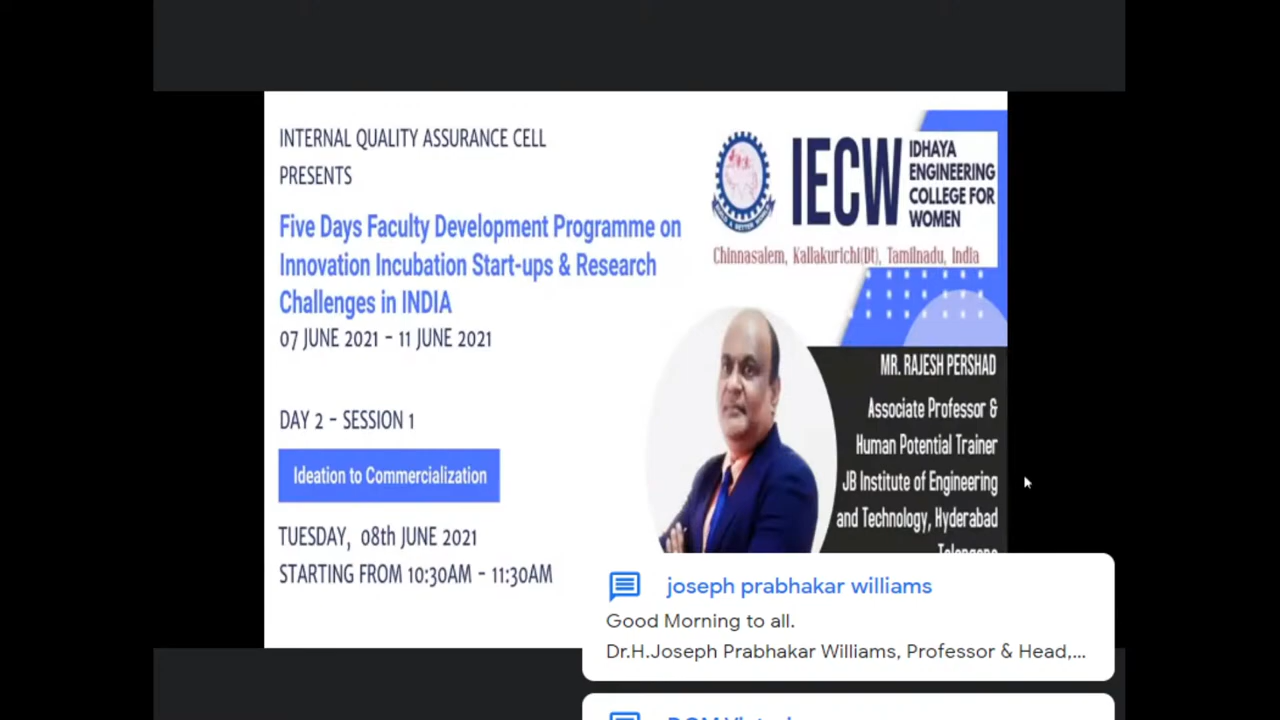 INTERNAL QUALITY ASSURANCE CELL
PRESENTS
Five Days Faculty Development Programme on
Innovation Incubation Start-ups & Research
Challenges in INDIA
07 JUNE 2021 - 11 JUNE 2021
DAY 2 - SESSION 1
Ideation to Commercialization
TUESDAY, 08th JUNE 2021
STARTING FROM 10:30AM - 11:30AM
IECW
IDHAYA
ENGINEERING
COLLEGE FOR
WOMEN
Chinnasalem, Kallakurichi(Dt), Tamilnadu, India
MR. RAJESH PERSHAD
Associate Professor &
Human Potential Trainer
JB Institute of Engineering
and Technology, Hyderabad
joseph prabhakar williams
Good Morning to all.
Dr.H.Joseph Prabhakar Williams, Professor & Head,...